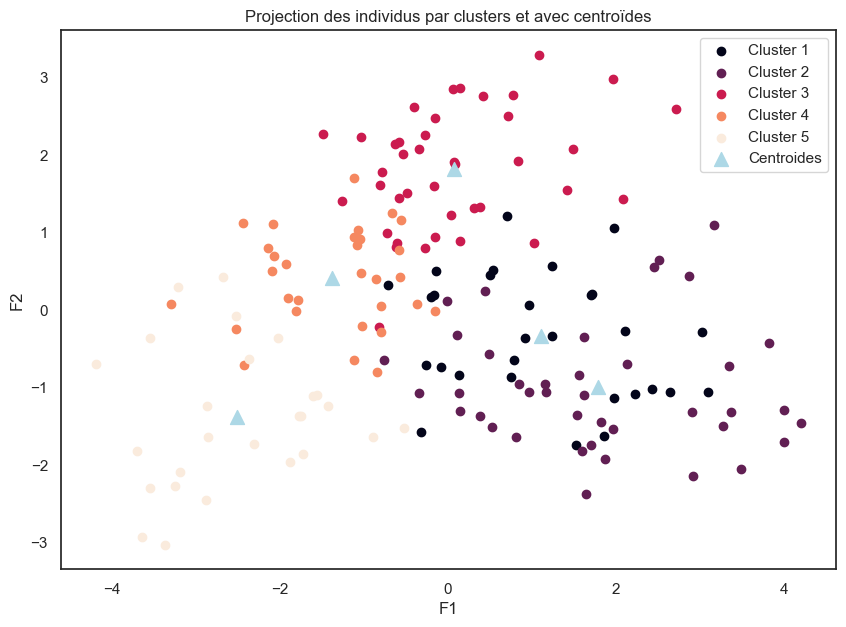 Projection des individus par clusters et avec centroïdes
Cluster 1
Cluster 2
Cluster 3
Cluster 4
Cluster 5
Centroides
3
2
1
0
−1
−2
−3
F2
−4
−2
0
2
4
F1